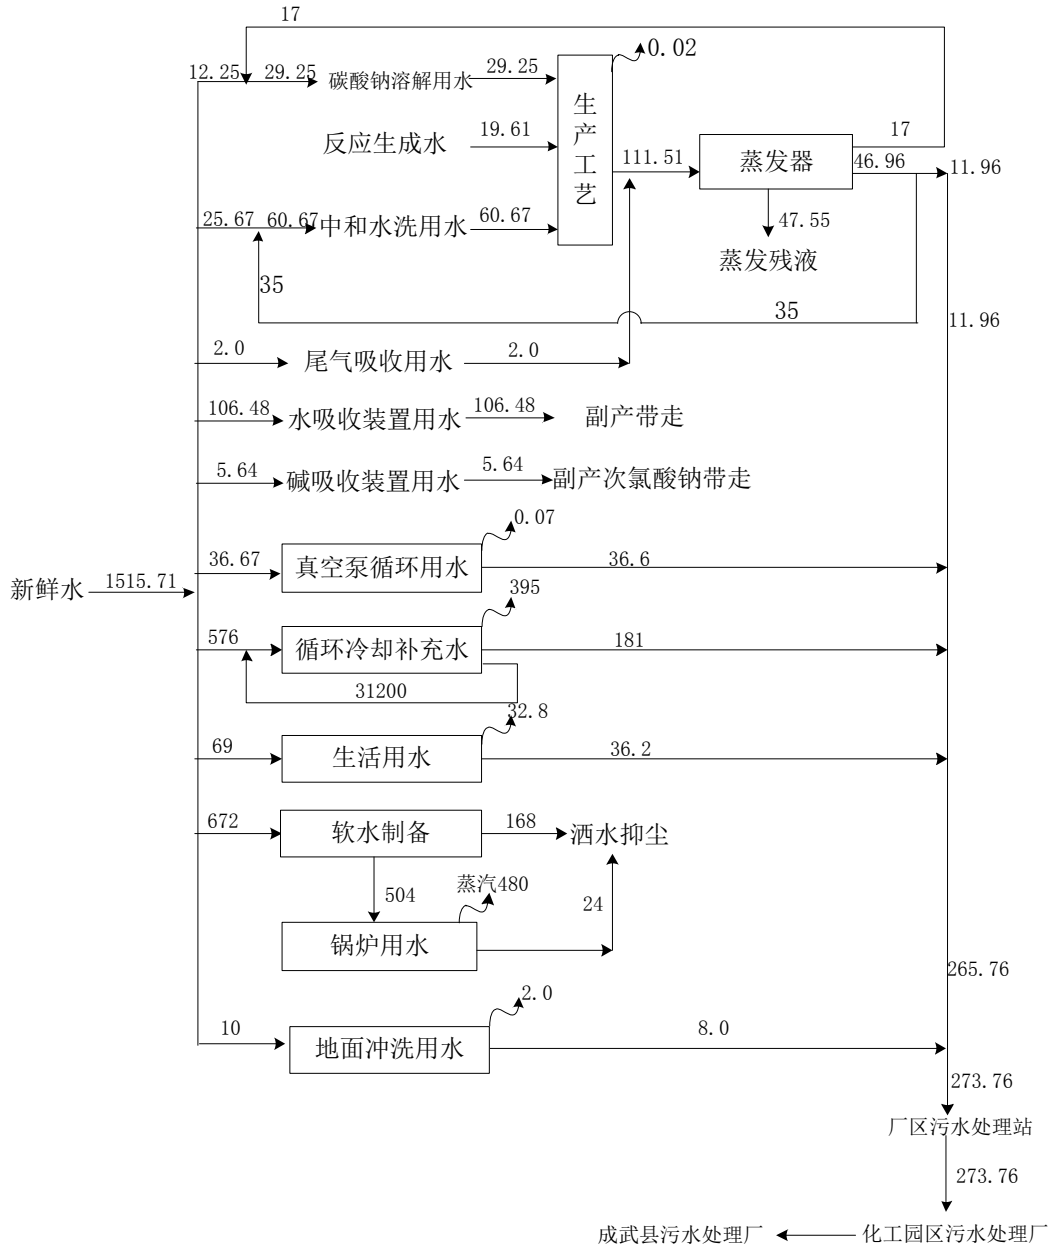 17
0.02
12.25 29.25 碳酸钠溶解用水 29.25
生产工艺
反应生成水 19.61
111.51
蒸发器
17
46.96
11.96
25.67 60.67 中和水洗用水 60.67
47.55
蒸发残液
35
35
11.96
2.0 尾气吸收用水 2.0
106.48 水吸收装置用水 106.48 副产带走
5.64 碱吸收装置用水 5.64 副产次氯酸钠带走
0.07
36.67 真空泵循环用水 36.6
新鲜水 1515.71
395
576 循环冷却补充水 181
31200
32.8
69 生活用水 36.2
672 软水制备 168 洒水抑尘
504
蒸汽480
24
锅炉用水
265.76
2.0
10 地面冲洗用水 8.0
273.76
厂区污水处理站
273.76
成武县污水处理厂 化工园区污水处理厂